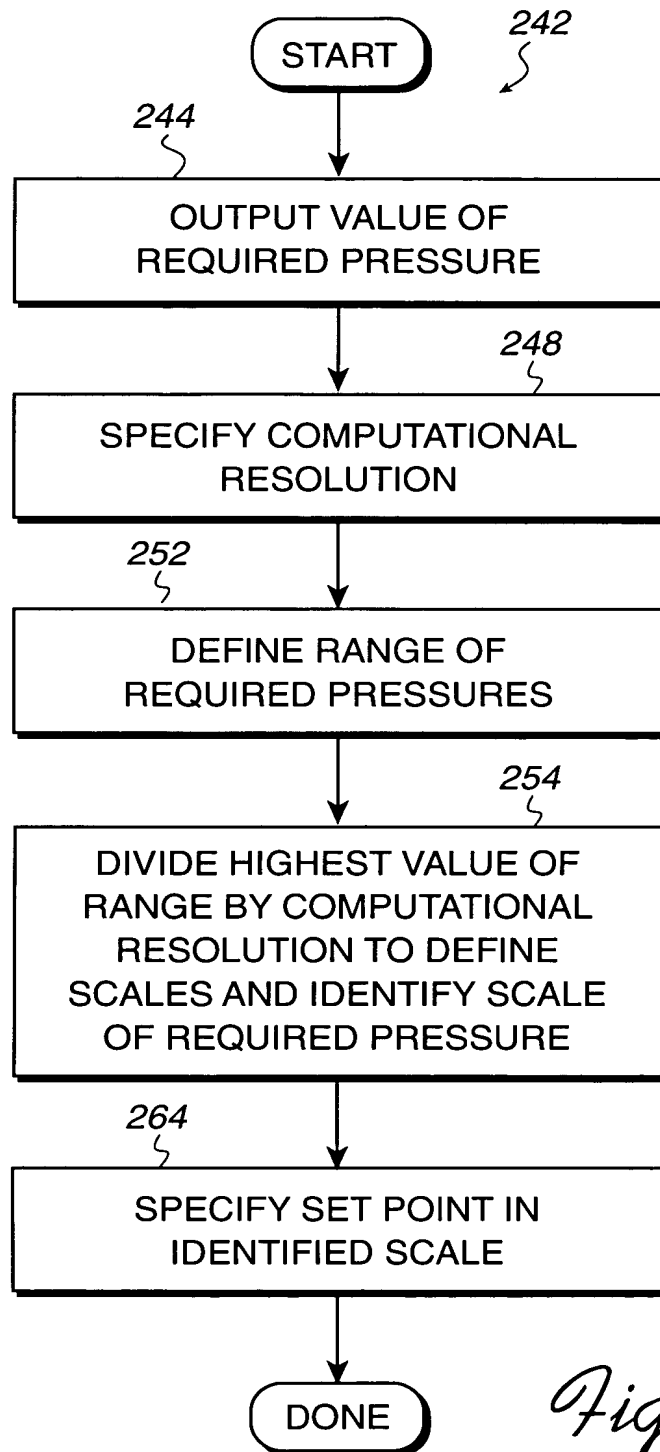 START
242
244
OUTPUT VALUE OF
REQUIRED PRESSURE
248
SPECIFY COMPUTATIONAL
RESOLUTION
252
DEFINE RANGE OF
REQUIRED PRESSURES
254
DIVIDE HIGHEST VALUE OF
RANGE BY COMPUTATIONAL
RESOLUTION TO DEFINE
SCALES AND IDENTIFY SCALE
OF REQUIRED PRESSURE
264
SPECIFY SET POINT IN
IDENTIFIED SCALE
DONE
Fig